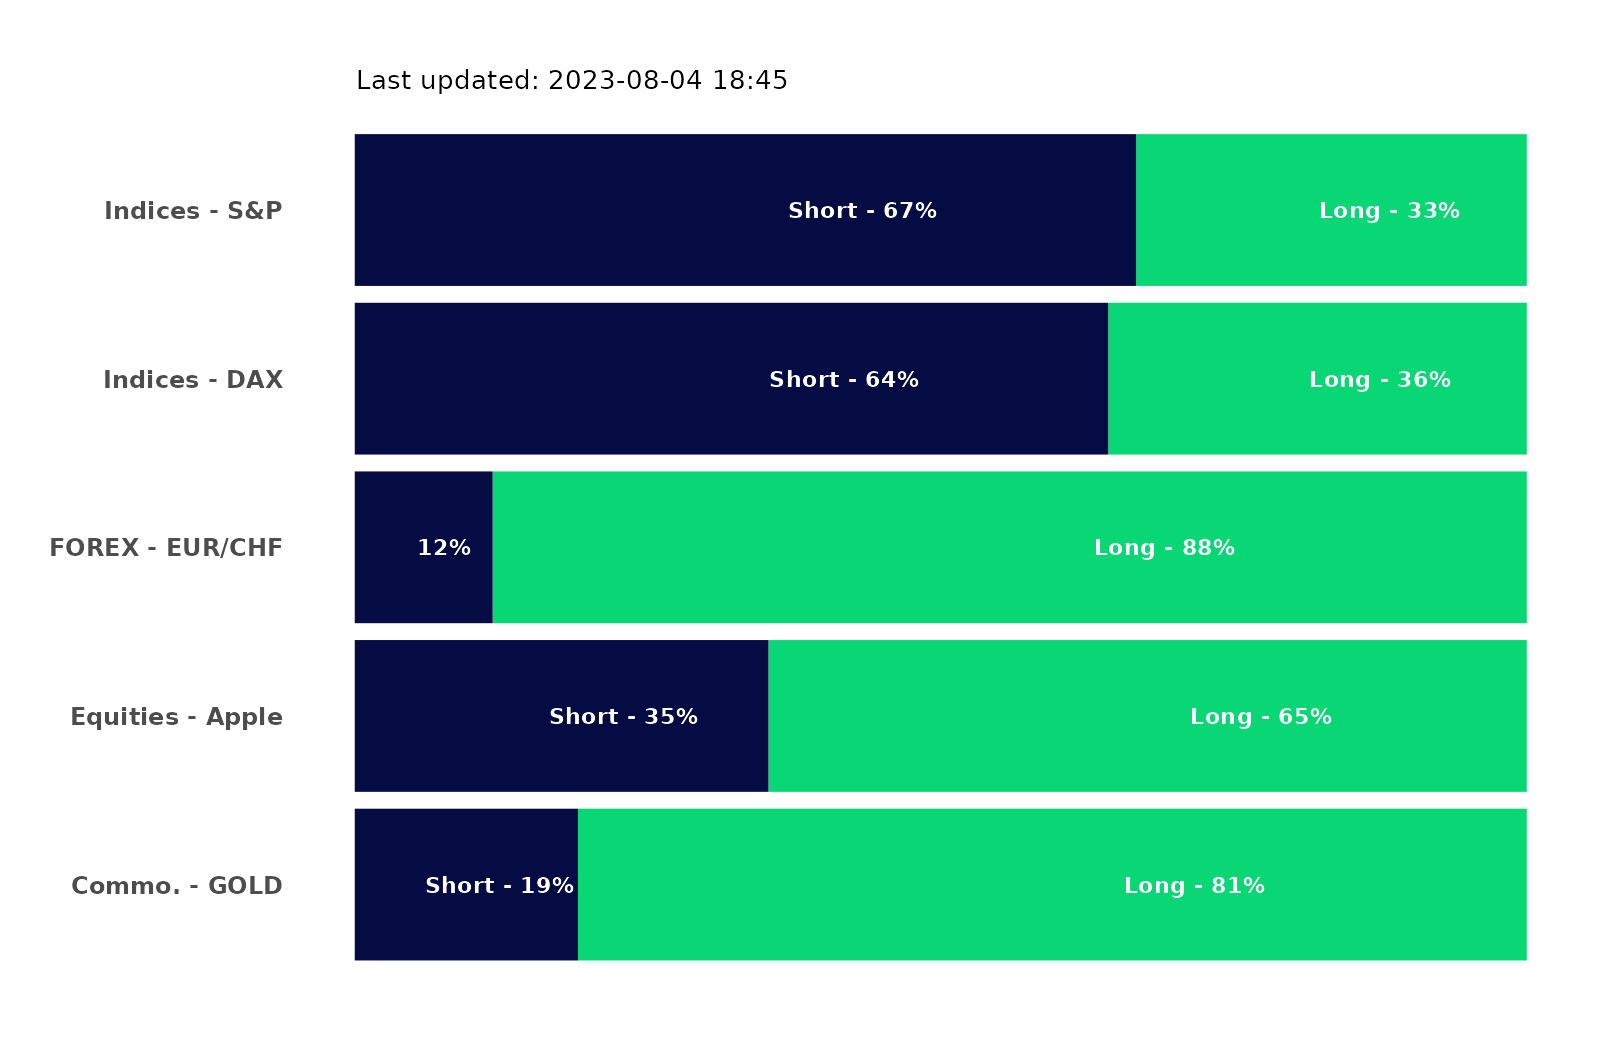 Last updated: 2023-08-04 18:45
Indices - S&P Short - 67% Long - 33%
Indices - DAX Short - 64% Long - 36%
FOREX - EUR/CHF 12% Long - 88%
Equities - Apple Short - 35% Long - 65%
Commo. - GOLD Short - 19% Long - 81%